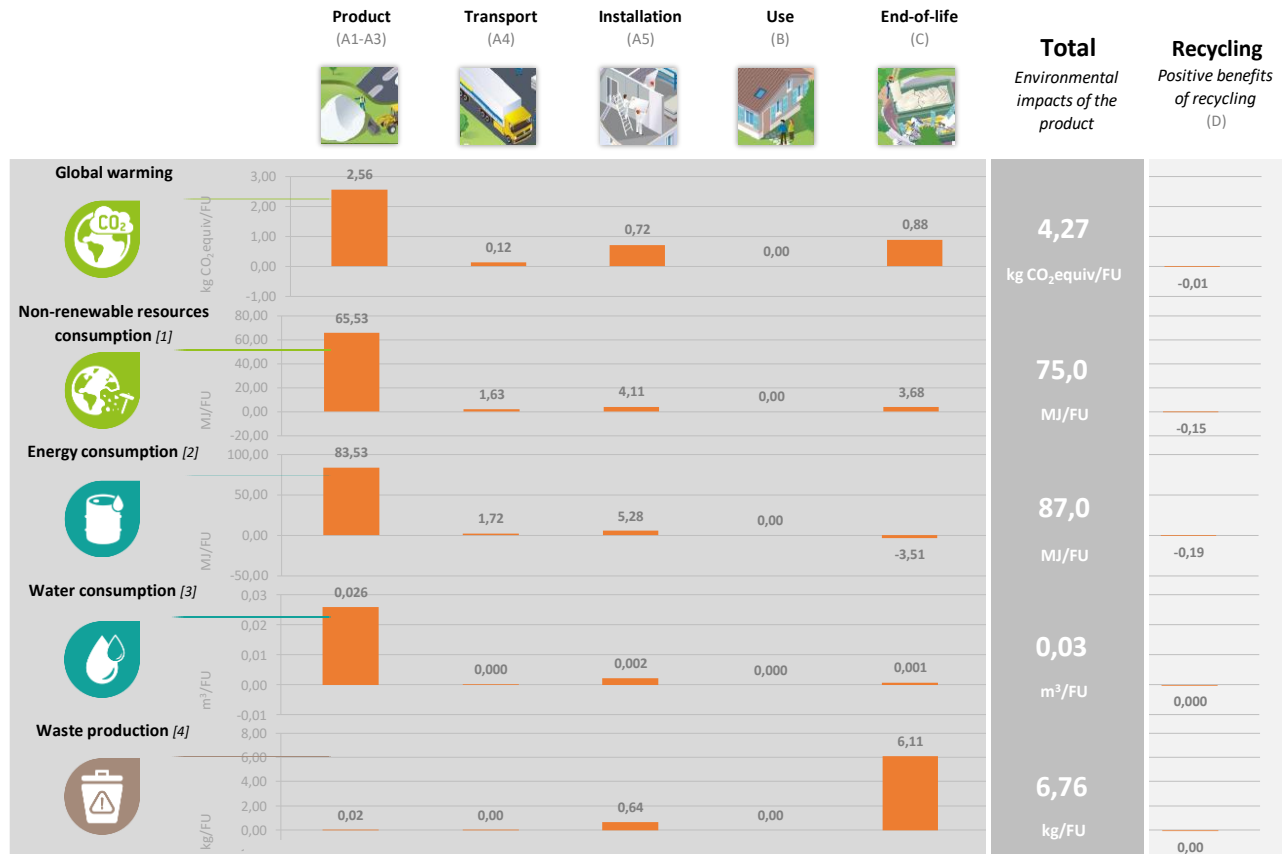 Product
(A1-A3)
Transport
(A4)
Installation
(A5)
Use
(B)
End-of-life
(C)
Total
Environmental
impacts of the
product
Recycling
Positive benefits
of recycling
(D)
Global warming
CO2
kg CO₂equiv/FU
3,00
2,00
1,00
0,00
-1,00
2,56
0,12
0,72
0,00
0,88
4,27
kg CO₂equiv/FU
-0,01
Non-renewable resources
consumption [1]
MJ/FU
80,00
60,00
40,00
20,00
0,00
-20,00
65,53
1,63
4,11
0,00
3,68
75,0
MJ/FU
-0,15
Energy consumption [2]
MJ/FU
100,00
50,00
0,00
-50,00
83,53
1,72
5,28
0,00
-3,51
87,0
MJ/FU
-0,19
Water consumption [3]
m³/FU
0,03
0,02
0,01
0,00
-0,01
0,026
0,000
0,002
0,000
0,001
0,03
m³/FU
0,000
Waste production [4]
kg/FU
8,00
6,00
4,00
2,00
0,00
-
0,02
0,00
0,64
0,00
6,11
6,76
kg/FU
0,00